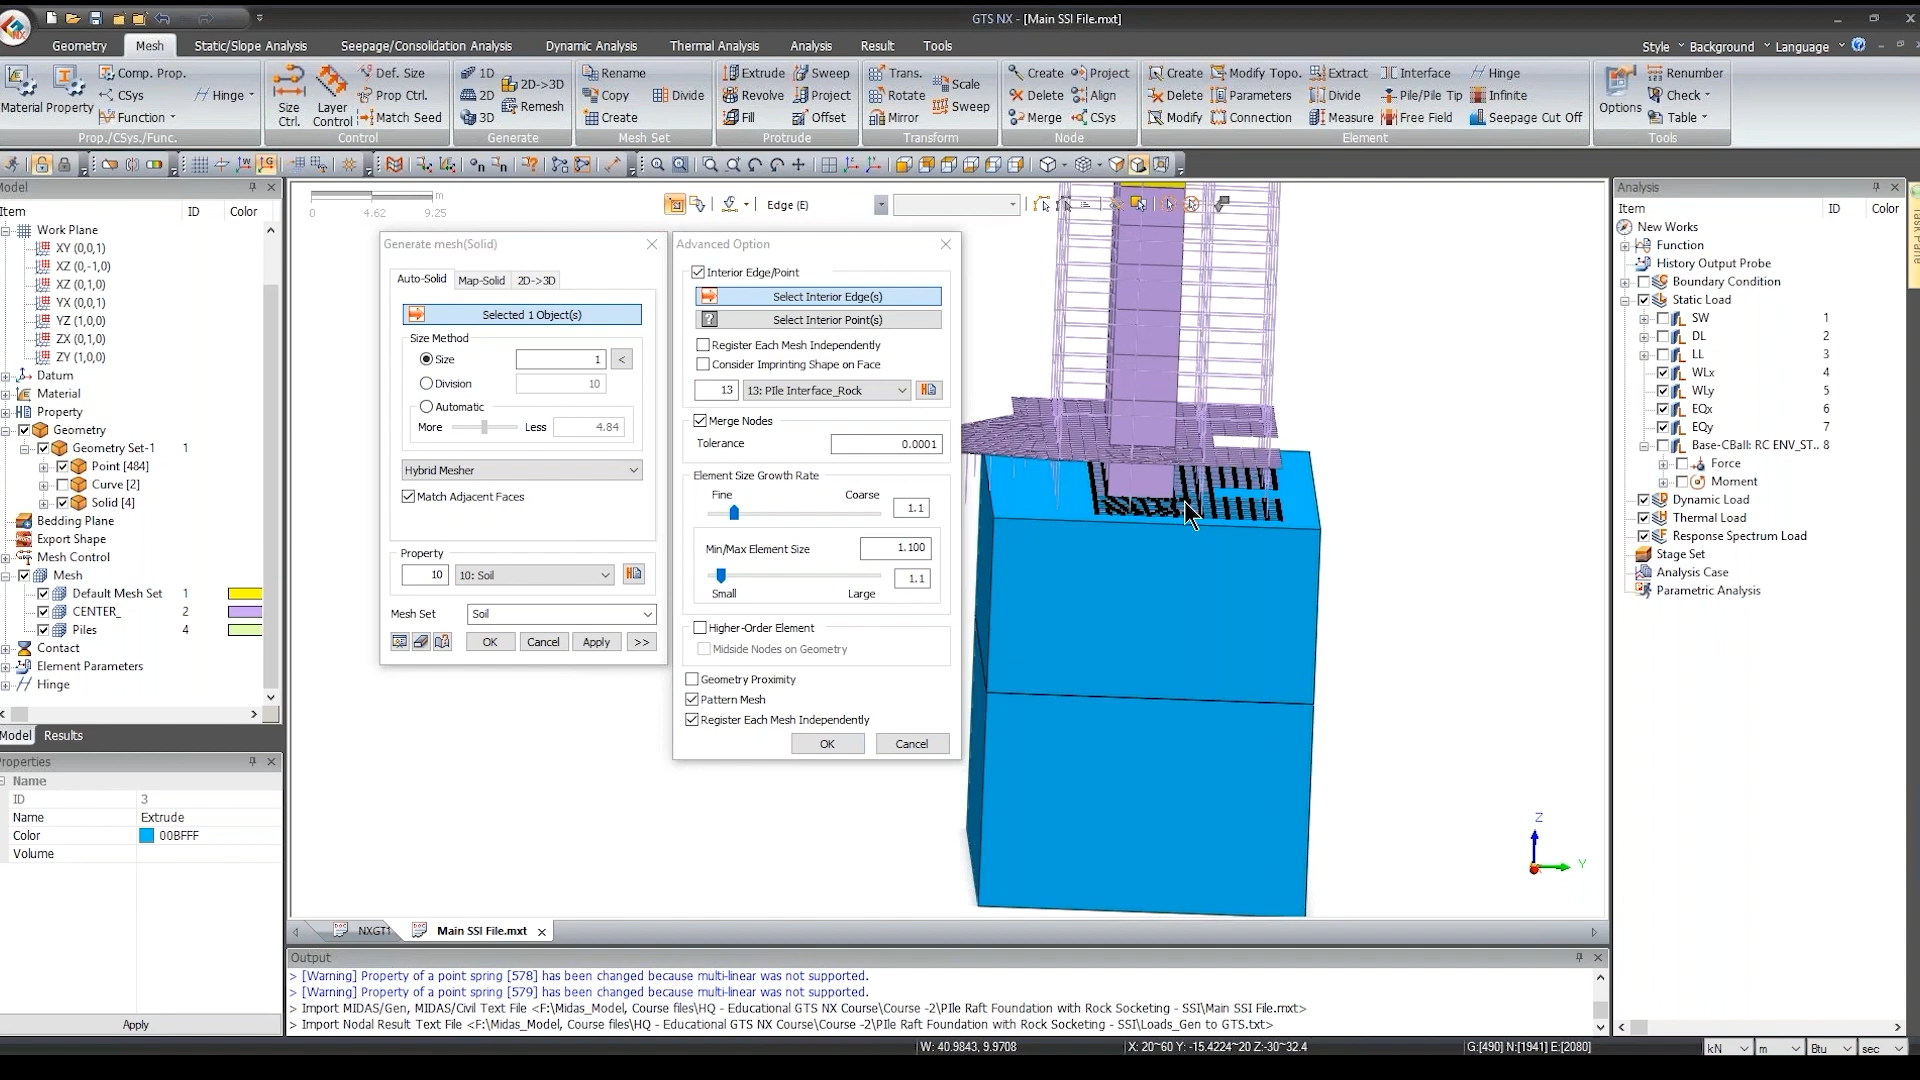 GTS NX - [Main SSI File.mxt]
Geometry Mesh Static/Slope Analysis Seepage/Consolidation Analysis Dynamic Analysis Thermal Analysis Analysis Result Tools Style Background Language
Comp. Prop. Def. Size 1D 2D->3D Rename Extrude Sweep Trans. Scale Create Project Create Modify Topo. Extract Interface Hinge Renumber
Material Property CSys Hinge Size Ctrl. Layer Control Prop Ctrl. 2D Remesh Copy Divide Revolve Project Rotate Sweep Delete Align Delete Parameters Divide Pile/Pile Tip Infinite Options Check
Function Match Seed 3D Create Fill Offset Mirror Merge CSys Modify Connection Measure Free Field Seepage Cut Off Table
Prop./CSys./Func. Control Generate Mesh Set Protrude Transform Node Element Tools
Model
Item ID Color
Work Plane
XY (0,0,1)
XZ (0,-1,0)
XZ (0,1,0)
YX (0,0,1)
YZ (1,0,0)
ZX (0,1,0)
ZY (1,0,0)
Datum
Material
Property
Geometry
Geometry Set-1 1
Point [484]
Curve [2]
Solid [4]
Bedding Plane
Export Shape
Mesh Control
Mesh
Default Mesh Set 1
CENTER_ 2
Piles 4
Contact
Element Parameters
Hinge
Model Results
Properties
Name
ID 3
Name Extrude
Color 00BFFF
Volume
Apply
m
0 4.62 9.25
Edge (E)
Generate mesh(Solid)
Auto-Solid Map-Solid 2D->3D
Selected 1 Object(s)
Size Method
Size 1 <
Division 10
Automatic
More Less 4.84
Hybrid Mesher
Match Adjacent Faces
Property
10 10: Soil
Mesh Set Soil
OK Cancel Apply >>
Advanced Option
Interior Edge/Point
Select Interior Edge(s)
Select Interior Point(s)
Register Each Mesh Independently
Consider Imprinting Shape on Face
13 13: PIle Interface_Rock
Merge Nodes
Tolerance 0.0001
Element Size Growth Rate
Fine Coarse
1.1
Min/Max Element Size 1.100
1.1
Small Large
Higher-Order Element
Midside Nodes on Geometry
Geometry Proximity
Pattern Mesh
Register Each Mesh Independently
OK Cancel
Z
Y
NXGT1 Main SSI File.mxt
Output
> [Warning] Property of a point spring [578] has been changed because multi-linear was not supported.
> [Warning] Property of a point spring [579] has been changed because multi-linear was not supported.
> Import MIDAS/Gen, MIDAS/Civil Text File <F:\Midas_Model, Course files\HQ - Educational GTS NX Course\Course -2\PIle Raft Foundation with Rock Socketing - SSI\Main SSI File.mxt>
> Import Nodal Result Text File <F:\Midas_Model, Course files\HQ - Educational GTS NX Course\Course -2\PIle Raft Foundation with Rock Socketing - SSI\Loads_Gen to GTS.txt>
Analysis
Item ID Color
New Works
Function
History Output Probe
Boundary Condition
Static Load
SW 1
DL 2
LL 3
WLx 4
WLy 5
EQx 6
EQy 7
Base-CBall: RC ENV_ST.. 8
Force
Moment
Dynamic Load
Thermal Load
Response Spectrum Load
Stage Set
Analysis Case
Parametric Analysis
Task Pane
W: 40.9843, 9.9708 X: 20~60 Y: -15.4224~20 Z:-30~32.4 G:[490] N:[1941] E:[2080] kN m Btu sec